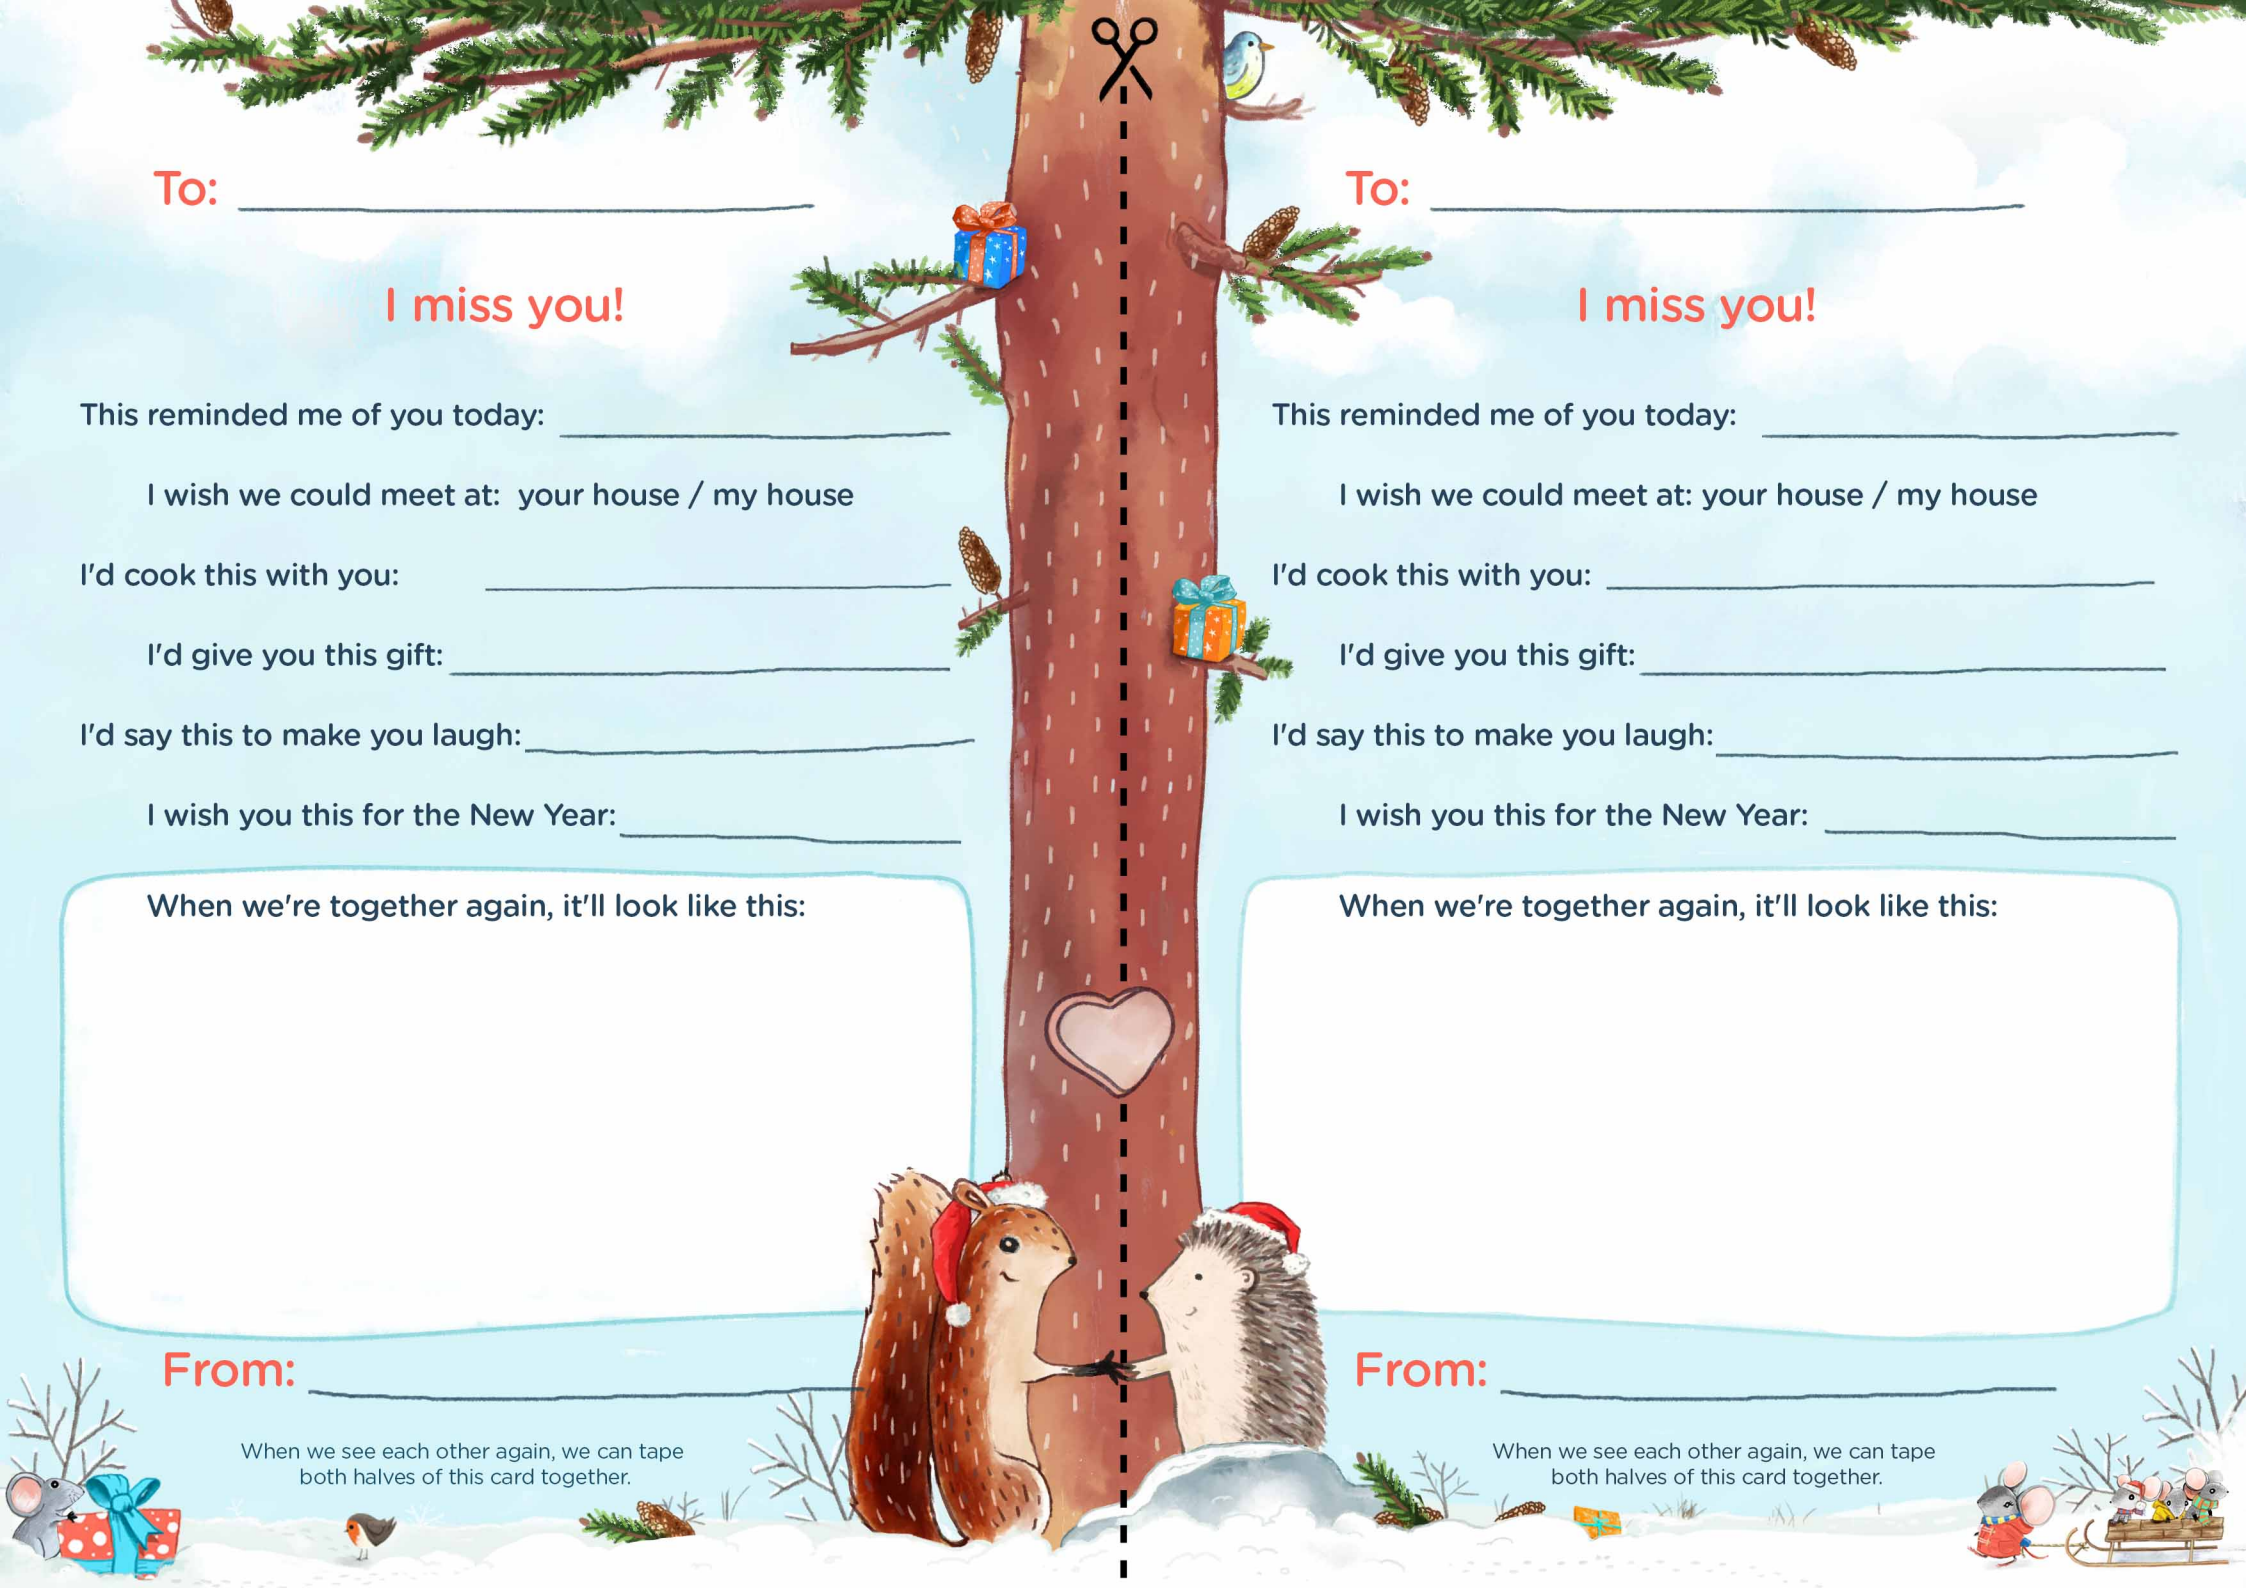 To:
I miss you!
This reminded me of you today:
I wish we could meet at: your house / my house
I'd cook this with you:
I'd give you this gift:
I'd say this to make you laugh:
I wish you this for the New Year:
When we're together again, it'll look like this:
From:
When we see each other again, we can tape
both halves of this card together.
To:
I miss you!
This reminded me of you today:
I wish we could meet at: your house / my house
I'd cook this with you:
I'd give you this gift:
I'd say this to make you laugh:
I wish you this for the New Year:
When we're together again, it'll look like this:
From:
When we see each other again, we can tape
both halves of this card together.